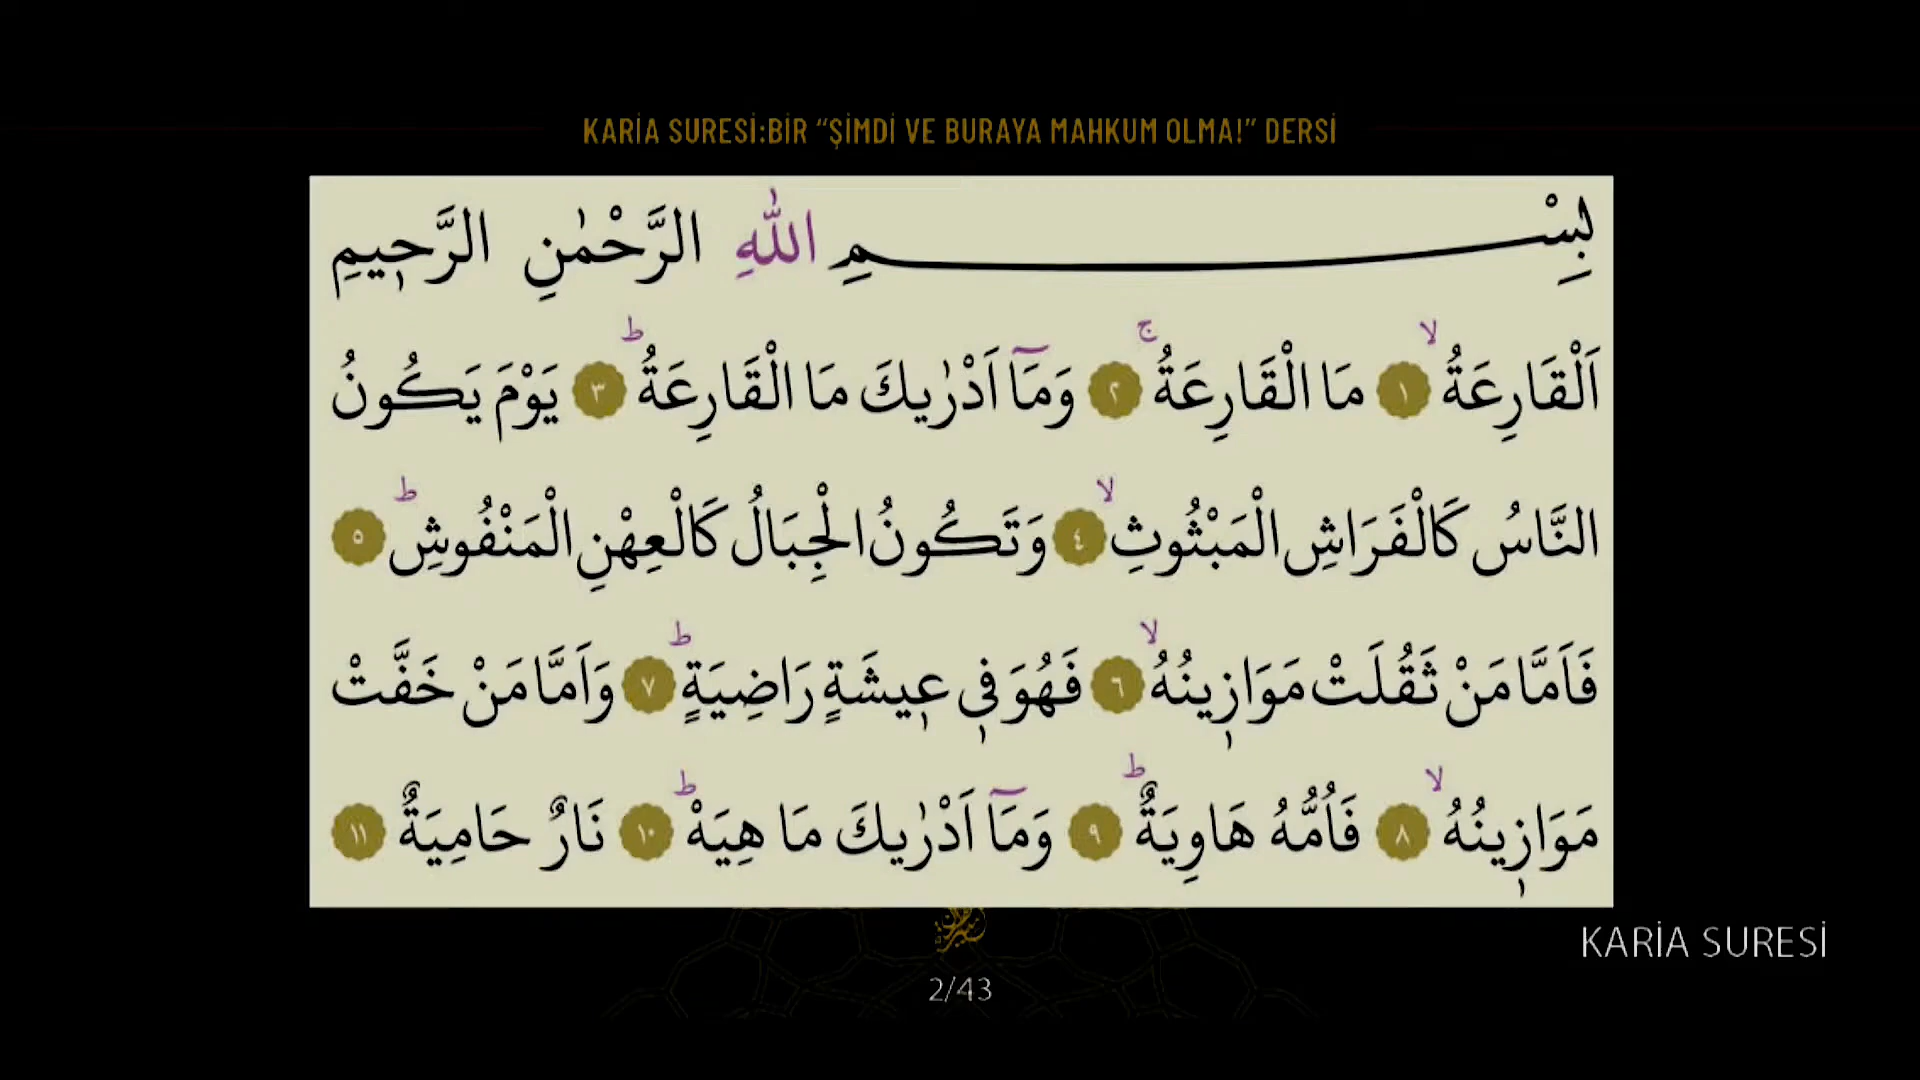 KARİA SURESİ:BİR “ŞİMDİ VE BURAYA MAHKUM OLMA!” DERSİ
بِسْمِ اللّٰهِ الرَّحْمٰنِ الرَّح۪يمِ
اَلْقَارِعَةُۙ ﴿١﴾ مَا الْقَارِعَةُۚ ﴿٢﴾ وَمَٓا اَدْرٰيكَ مَا الْقَارِعَةُۜ ﴿٣﴾ يَوْمَ يَكُونُ
النَّاسُ كَالْفَرَاشِ الْمَبْثُوثِۙ ﴿٤﴾ وَتَكُونُ الْجِبَالُ كَالْعِهْنِ الْمَنْفُوشِۜ ﴿٥﴾
فَاَمَّا مَنْ ثَقُلَتْ مَوَاز۪ينُهُۙ ﴿٦﴾ فَهُوَ ف۪ي ع۪يشَةٍ رَاضِيَةٍۜ ﴿٧﴾ وَاَمَّا مَنْ خَفَّتْ
مَوَاز۪ينُهُۙ ﴿٨﴾ فَاُمُّهُ هَاوِيَةٌۜ ﴿٩﴾ وَمَٓا اَدْرٰيكَ مَا هِيَهْۜ ﴿١٠﴾ نَارٌ حَامِيَةٌ ﴿١١﴾
KARİA SURESİ
2/43